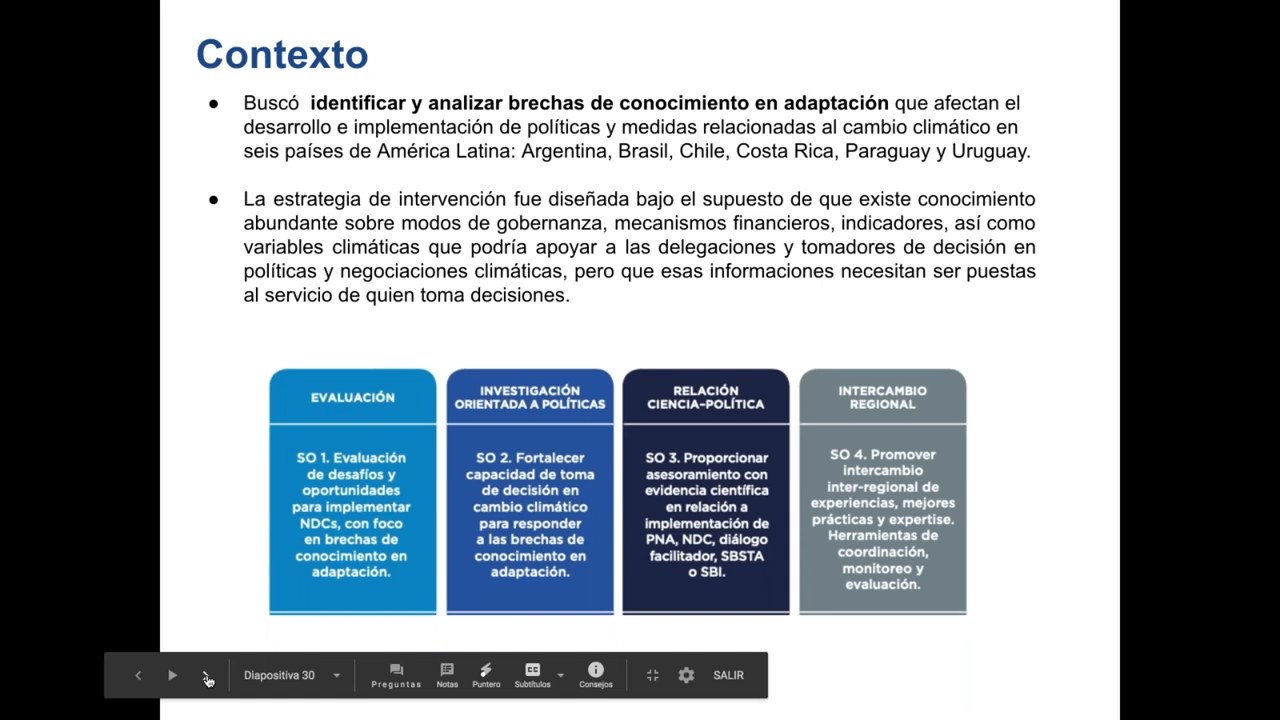 Contexto
● Buscó identificar y analizar brechas de conocimiento en adaptación que afectan el
desarrollo e implementación de políticas y medidas relacionadas al cambio climático en
seis países de América Latina: Argentina, Brasil, Chile, Costa Rica, Paraguay y Uruguay.
● La estrategia de intervención fue diseñada bajo el supuesto de que existe conocimiento
abundante sobre modos de gobernanza, mecanismos financieros, indicadores, así como
variables climáticas que podría apoyar a las delegaciones y tomadores de decisión en
políticas y negociaciones climáticas, pero que esas informaciones necesitan ser puestas
al servicio de quien toma decisiones.
EVALUACIÓN
SO 1. Evaluación
de desafíos y
oportunidades
para implementar
NDCs, con foco
en brechas de
conocimiento en
adaptación.
INVESTIGACIÓN
ORIENTADA A POLÍTICAS
SO 2. Fortalecer
capacidad de toma
de decisión en
cambio climático
para responder
a las brechas de
conocimiento en
adaptación.
RELACIÓN
CIENCIA-POLÍTICA
SO 3. Proporcionar
asesoramiento con
evidencia científica
en relación a
implementación de
PNA, NDC, diálogo
facilitador, SBSTA
o SBI.
INTERCAMBIO
REGIONAL
SO 4. Promover
intercambio
inter-regional de
experiencias, mejores
prácticas y expertise.
Herramientas de
coordinación,
monitoreo y
evaluación.
Diapositiva 30
Preguntas
Notas
Puntero
CC
Subtítulos
Consejos
SALIR